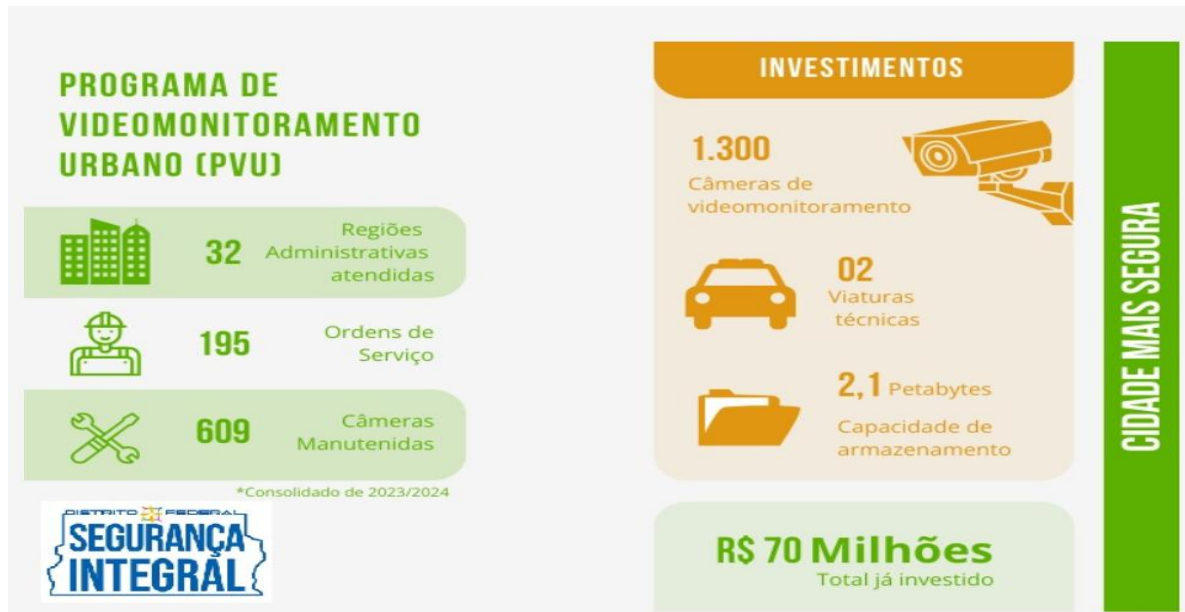 PROGRAMA DE
VIDEOMONITORAMENTO
URBANO (PVU)
32
Regiões
Administrativas
atendidas
195
Ordens de
Serviço
609
Câmeras
Manutenidas
*Consolidado de 2023/2024
DISTRITO FEDERAL
SEGURANÇA
INTEGRAL
INVESTIMENTOS
1.300
Câmeras de
videomonitoramento
02
Viaturas
técnicas
2,1 Petabytes
Capacidade de
armazenamento
R$ 70 Milhões
Total já investido
CIDADE MAIS SEGURA